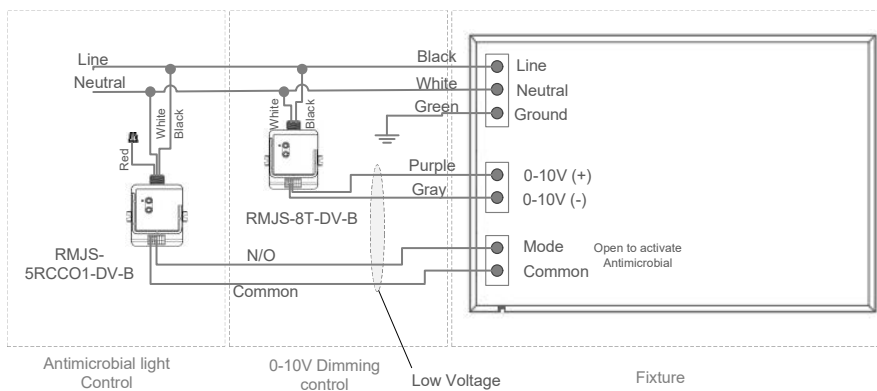 Line
Neutral
White
Black
Red
RMJS-
5RCCO1-DV-B
White
Black
RMJS-8T-DV-B
Black
White
Green
Purple
Gray
N/O
Common
Line
Neutral
Ground
0-10V (+)
0-10V (-)
Mode
Common
Open to activate
Antimicrobial
Antimicrobial light
Control
0-10V Dimming
control
Low Voltage
Fixture